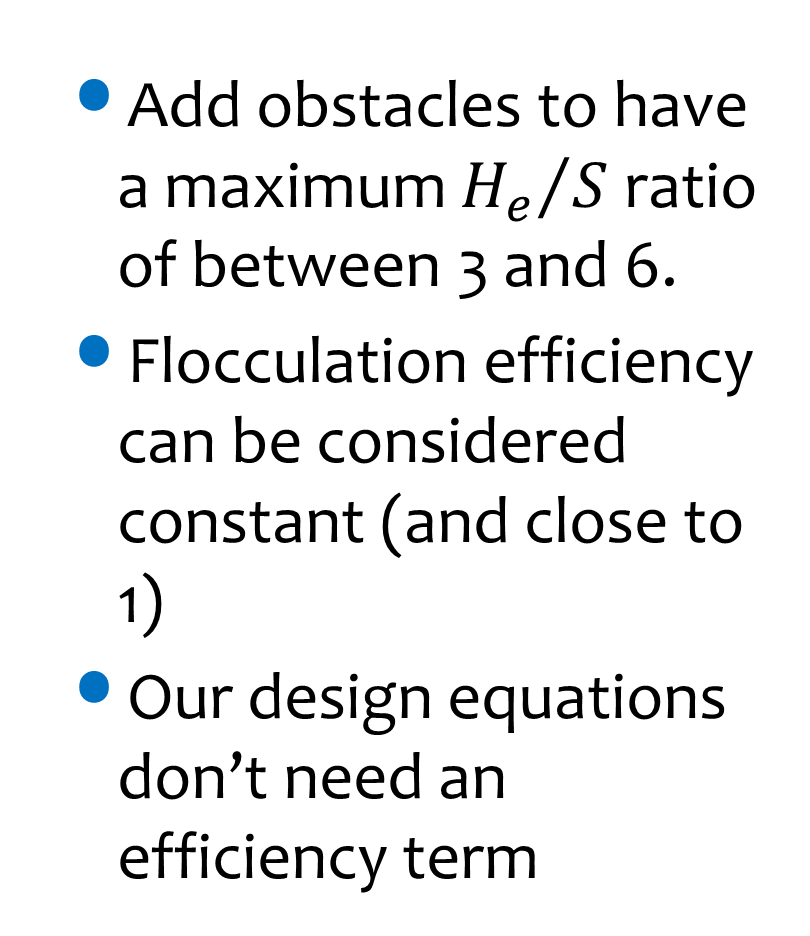 • Add obstacles to have
a maximum $H_e/S$ ratio
of between 3 and 6.
• Flocculation efficiency
can be considered
constant (and close to
1)
• Our design equations
don’t need an
efficiency term